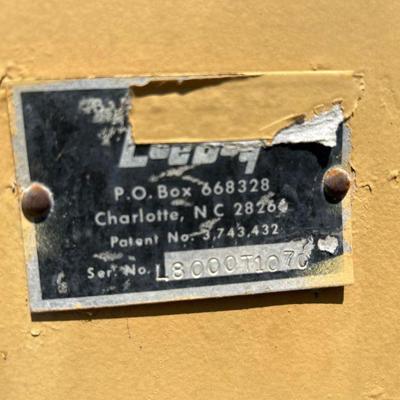 LeeBoy
P.O. Box 668328
Charlotte, N C 28266
Patent No. 3,743,432
Ser. No. L8000T1070